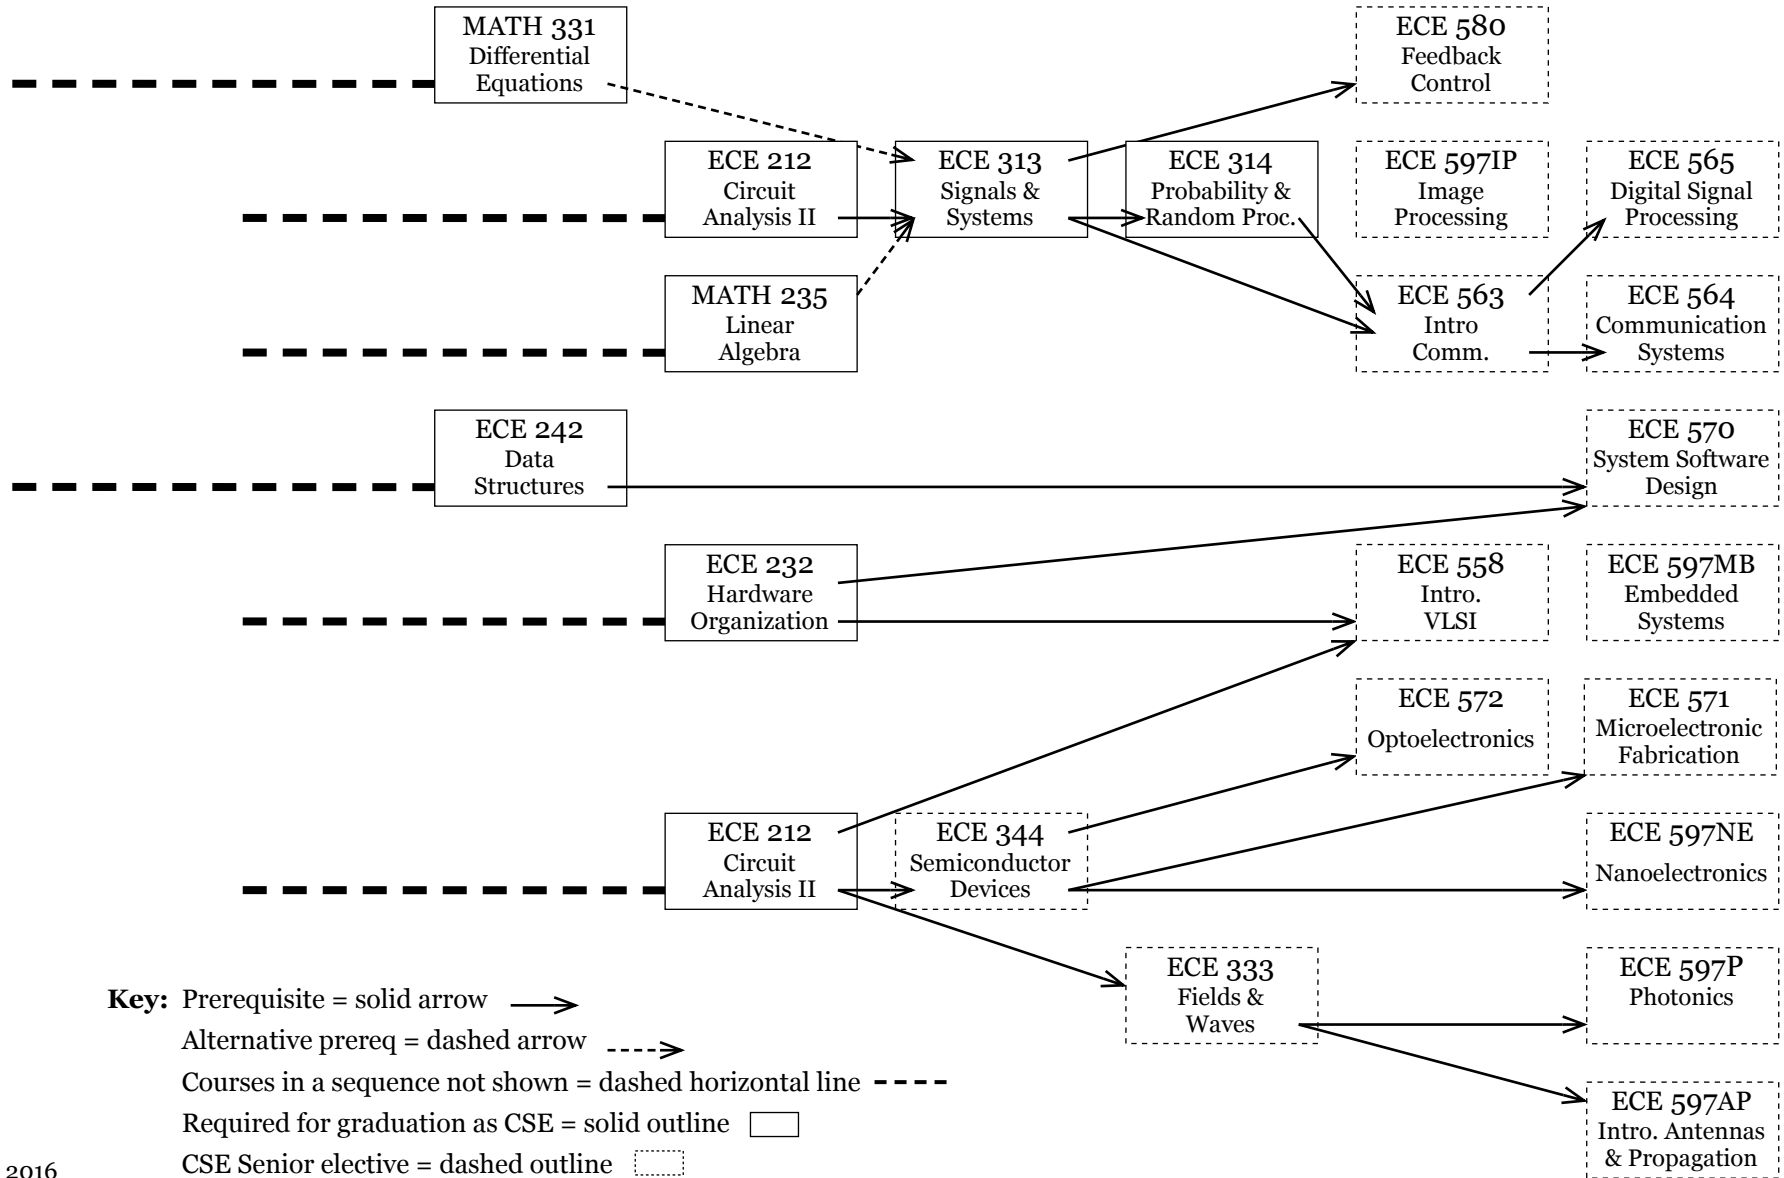 MATH 331
Differential
Equations
ECE 580
Feedback
Control
ECE 212
Circuit
Analysis II
ECE 313
Signals &
Systems
ECE 314
Probability &
Random Proc.
ECE 597IP
Image
Processing
ECE 565
Digital Signal
Processing
MATH 235
Linear
Algebra
ECE 563
Intro
Comm.
ECE 564
Communication
Systems
ECE 242
Data
Structures
ECE 570
System Software
Design
ECE 232
Hardware
Organization
ECE 558
Intro.
VLSI
ECE 597MB
Embedded
Systems
ECE 572
Optoelectronics
ECE 571
Microelectronic
Fabrication
ECE 212
Circuit
Analysis II
ECE 344
Semiconductor
Devices
ECE 597NE
Nanoelectronics
ECE 333
Fields &
Waves
ECE 597P
Photonics
ECE 597AP
Intro. Antennas
& Propagation
Key: Prerequisite = solid arrow
Alternative prereq = dashed arrow
Courses in a sequence not shown = dashed horizontal line
Required for graduation as CSE = solid outline
CSE Senior elective = dashed outline
2016